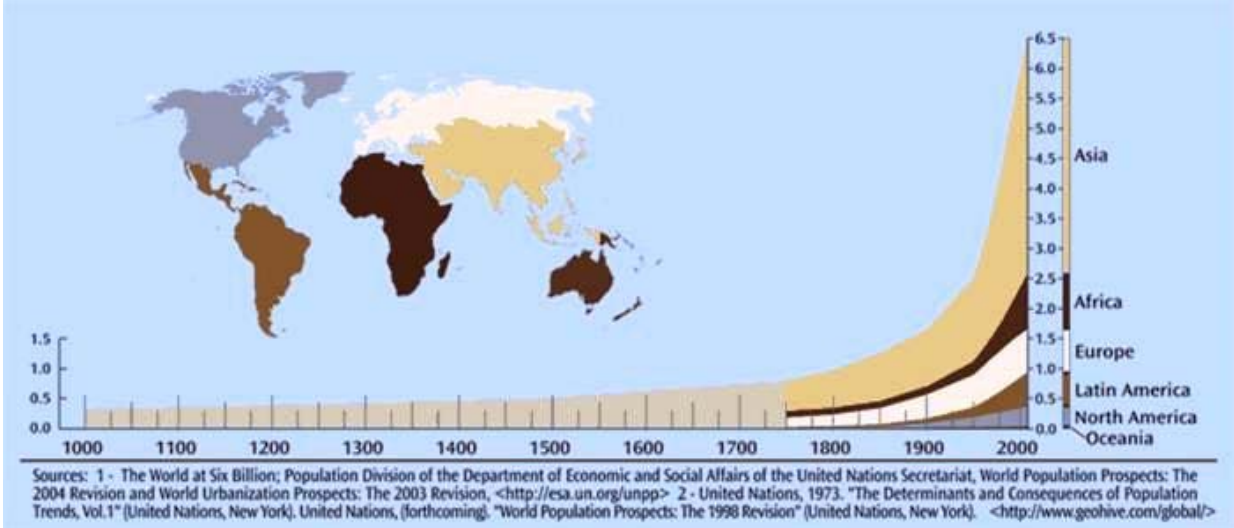 6.5
6.0
5.5
5.0
4.5
Asia
4.0
3.5
3.0
2.5
Africa
2.0
1.5
1.5
Europe
1.0
1.0
Latin America
0.5
0.5
North America
0.0
0.0
Oceania
1000 1100 1200 1300 1400 1500 1600 1700 1800 1900 2000
Sources: 1 - The World at Six Billion; Population Division of the Department of Economic and Social Affairs of the United Nations Secretariat, World Population Prospects: The
2004 Revision and World Urbanization Prospects: The 2003 Revision, <http://esa.un.org/unpp> 2 - United Nations, 1973. "The Determinants and Consequences of Population
Trends, Vol.1" (United Nations, New York). United Nations, (forthcoming). "World Population Prospects: The 1998 Revision" (United Nations, New York). <http://www.geohive.com/global/>